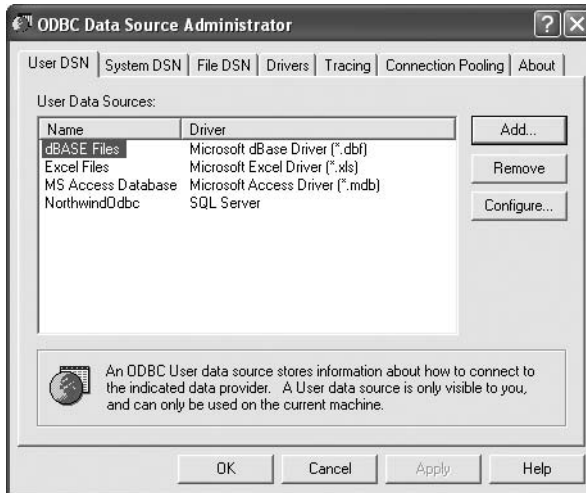 ODBC Data Source Administrator
User DSN System DSN File DSN Drivers Tracing Connection Pooling About
User Data Sources:
Name Driver
dBASE Files Microsoft dBase Driver (*.dbf)
Excel Files Microsoft Excel Driver (*.xls)
MS Access Database Microsoft Access Driver (*.mdb)
NorthwindOdbc SQL Server
Add...
Remove
Configure...
An ODBC User data source stores information about how to connect to
the indicated data provider. A User data source is only visible to you,
and can only be used on the current machine.
OK Cancel Apply Help